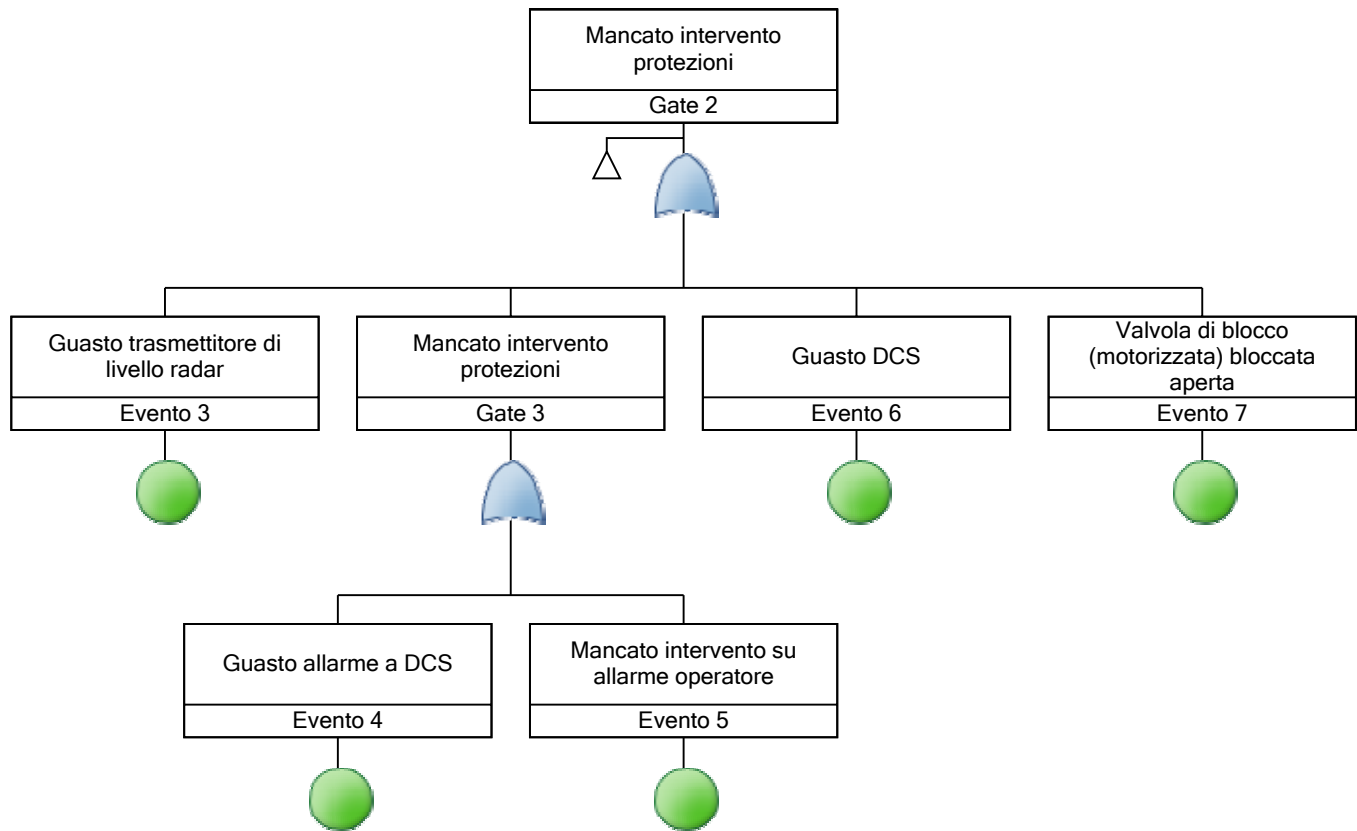 Mancato intervento
protezioni
Gate 2
Guasto trasmettitore di
livello radar
Evento 3
Mancato intervento
protezioni
Gate 3
Guasto DCS
Evento 6
Valvola di blocco
(motorizzata) bloccata
aperta
Evento 7
Guasto allarme a DCS
Evento 4
Mancato intervento su
allarme operatore
Evento 5